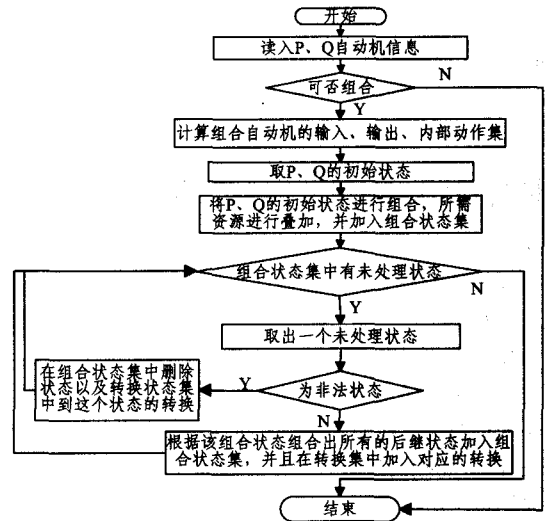 开始
读入P、Q自动机信息
可否组合
N
Y
计算组合自动机的输入、输出、内部动作集
取P、Q的初始状态
将P、Q的初始状态进行组合，所需
资源进行叠加，并加入组合状态集
组合状态集中有未处理状态
N
Y
取出一个未处理状态
在组合状态集中删除
状态以及转换状态集
中到这个状态的转换
Y
为非法状态
N
根据该组合状态组合出所有的后继状态加入组
合状态集，并且在转换集中加入对应的转换
结束